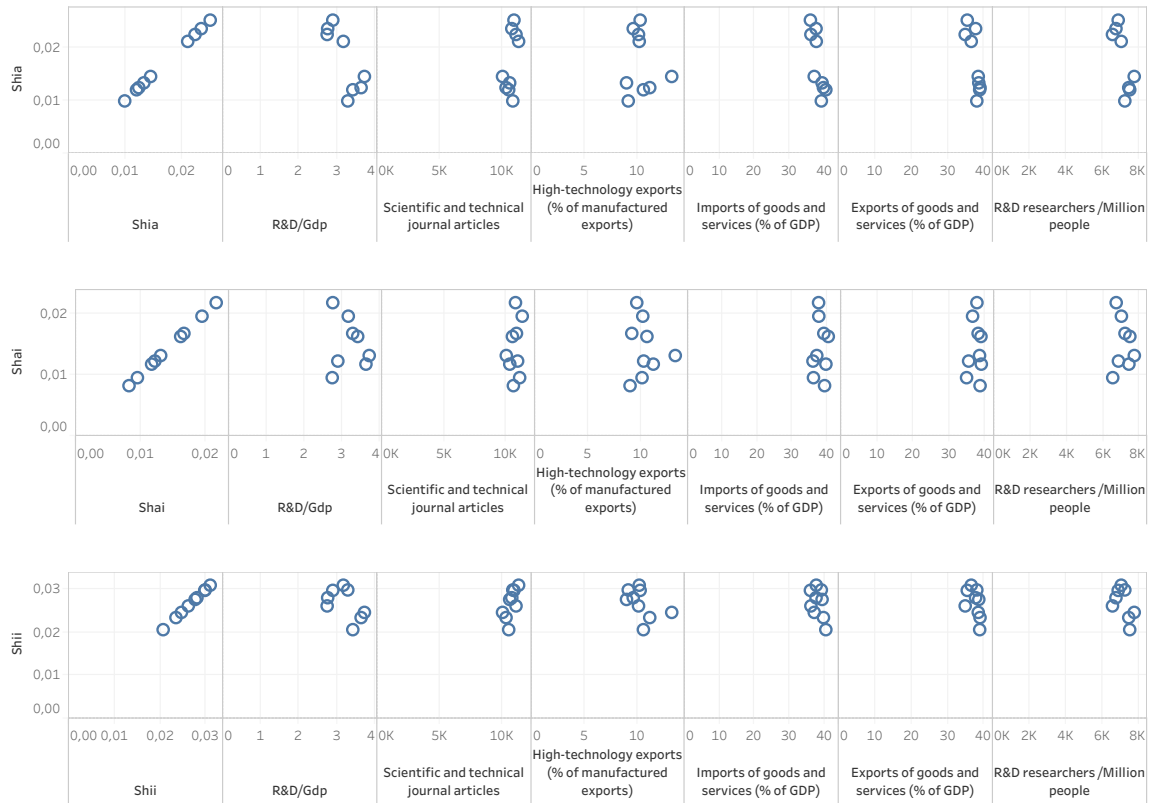 Shia
0,02
0,01
0,00
0,00 0,01 0,02 0 1 2 3 4 0K 5K 10K 0 5 10 0 10 20 30 40 0 10 20 30 40 0K 2K 4K 6K 8K
Shia
R&D/Gdp
Scientific and technical
journal articles
High-technology exports
(% of manufactured
exports)
Imports of goods and
services (% of GDP)
Exports of goods and
services (% of GDP)
R&D researchers /Million
people
Shai
0,02
0,01
0,00
0,00 0,01 0,02 0 1 2 3 4 0K 5K 10K 0 5 10 0 10 20 30 40 0 10 20 30 40 0K 2K 4K 6K 8K
Shai
R&D/Gdp
Scientific and technical
journal articles
High-technology exports
(% of manufactured
exports)
Imports of goods and
services (% of GDP)
Exports of goods and
services (% of GDP)
R&D researchers /Million
people
Shii
0,03
0,02
0,01
0,00
0,00 0,01 0,02 0,03 0 1 2 3 4 0K 5K 10K 0 5 10 0 10 20 30 40 0 10 20 30 40 0K 2K 4K 6K 8K
Shii
R&D/Gdp
Scientific and technical
journal articles
High-technology exports
(% of manufactured
exports)
Imports of goods and
services (% of GDP)
Exports of goods and
services (% of GDP)
R&D researchers /Million
people